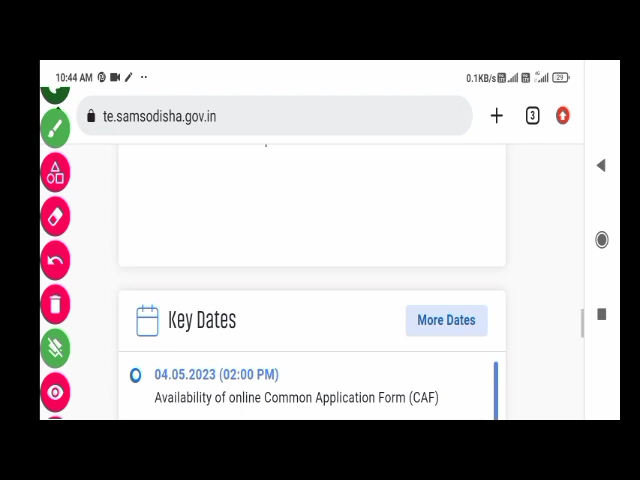 10:44 AM
0.1KB/s
29
te.samsodisha.gov.in
3
Key Dates
More Dates
04.05.2023 (02:00 PM)
Availability of online Common Application Form (CAF)